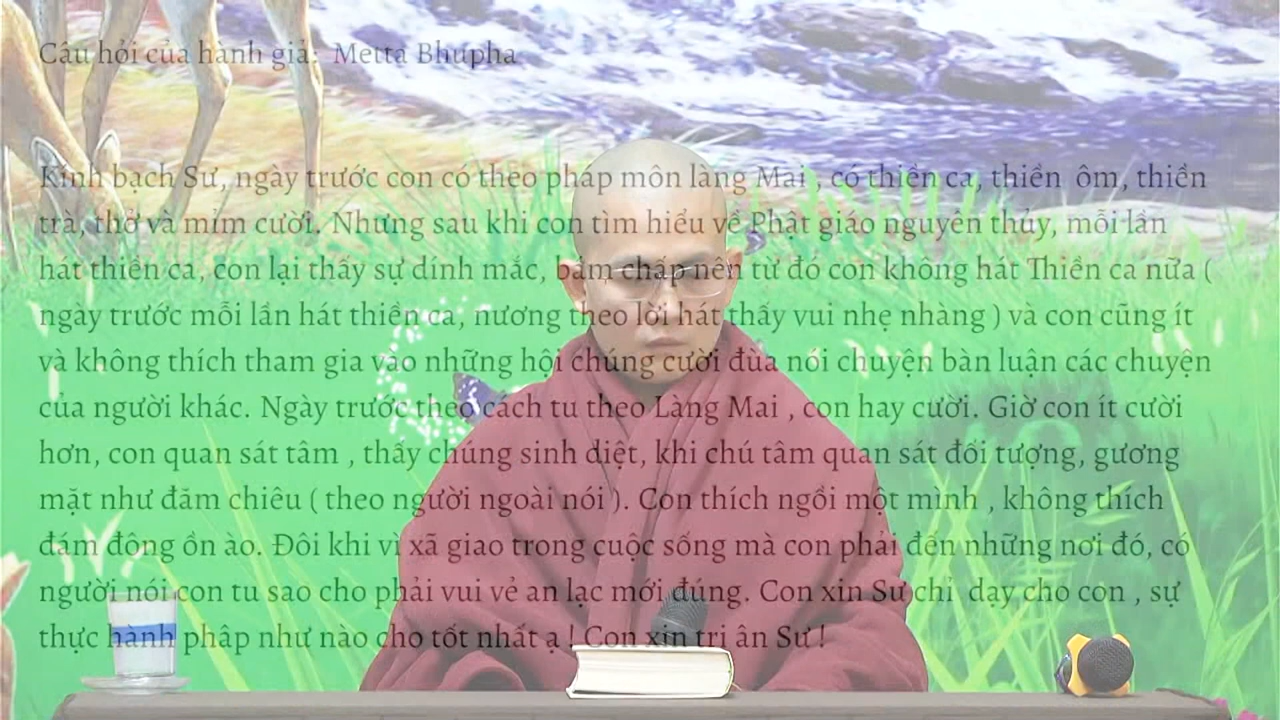 Câu hỏi của hành giả:  Metta Bhupha
Kính bạch Sư, ngày trước con có theo pháp môn làng Mai , có thiền ca, thiền ôm, thiền
trà, thở và mỉm cười. Nhưng sau khi con tìm hiểu về Phật giáo nguyên thủy, mỗi lần
hát thiền ca, con lại thấy sự dính mắc, bám chấp nên từ đó con không hát Thiền ca nữa (
ngày trước mỗi lần hát thiền ca, nương theo lời hát thấy vui nhẹ nhàng ) và con cũng ít
và không thích tham gia vào những hội chúng cười đùa nói chuyện bàn luận các chuyện
của người khác. Ngày trước theo cách tu theo Làng Mai , con hay cười. Giờ con ít cười
hơn, con quan sát tâm , thấy chúng sinh diệt, khi chú tâm quan sát đối tượng, gương
mặt như đăm chiêu ( theo người ngoài nói ). Con thích ngồi một mình , không thích
đám đông ồn ào. Đôi khi vì xã giao trong cuộc sống mà con phải đến những nơi đó, có
người nói con tu sao cho phải vui vẻ an lạc mới đúng. Con xin Sư chỉ  dạy cho con , sự
thực hành pháp như nào cho tốt nhất ạ ! Con xin tri ân Sư !